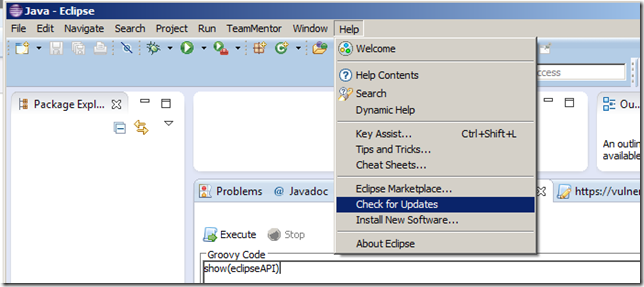 Java - Eclipse
File Edit Navigate Search Project Run TeamMentor Window Help
Welcome
Help Contents
Search
Dynamic Help
Key Assist... Ctrl+Shift+L
Tips and Tricks...
Cheat Sheets...
Eclipse Marketplace...
Check for Updates
Install New Software...
About Eclipse
ccess
Package Expl...
Ou...
An outlin
available
Problems @ Javadoc
https://vulner
Execute Stop
Groovy Code
show(eclipseAPI)